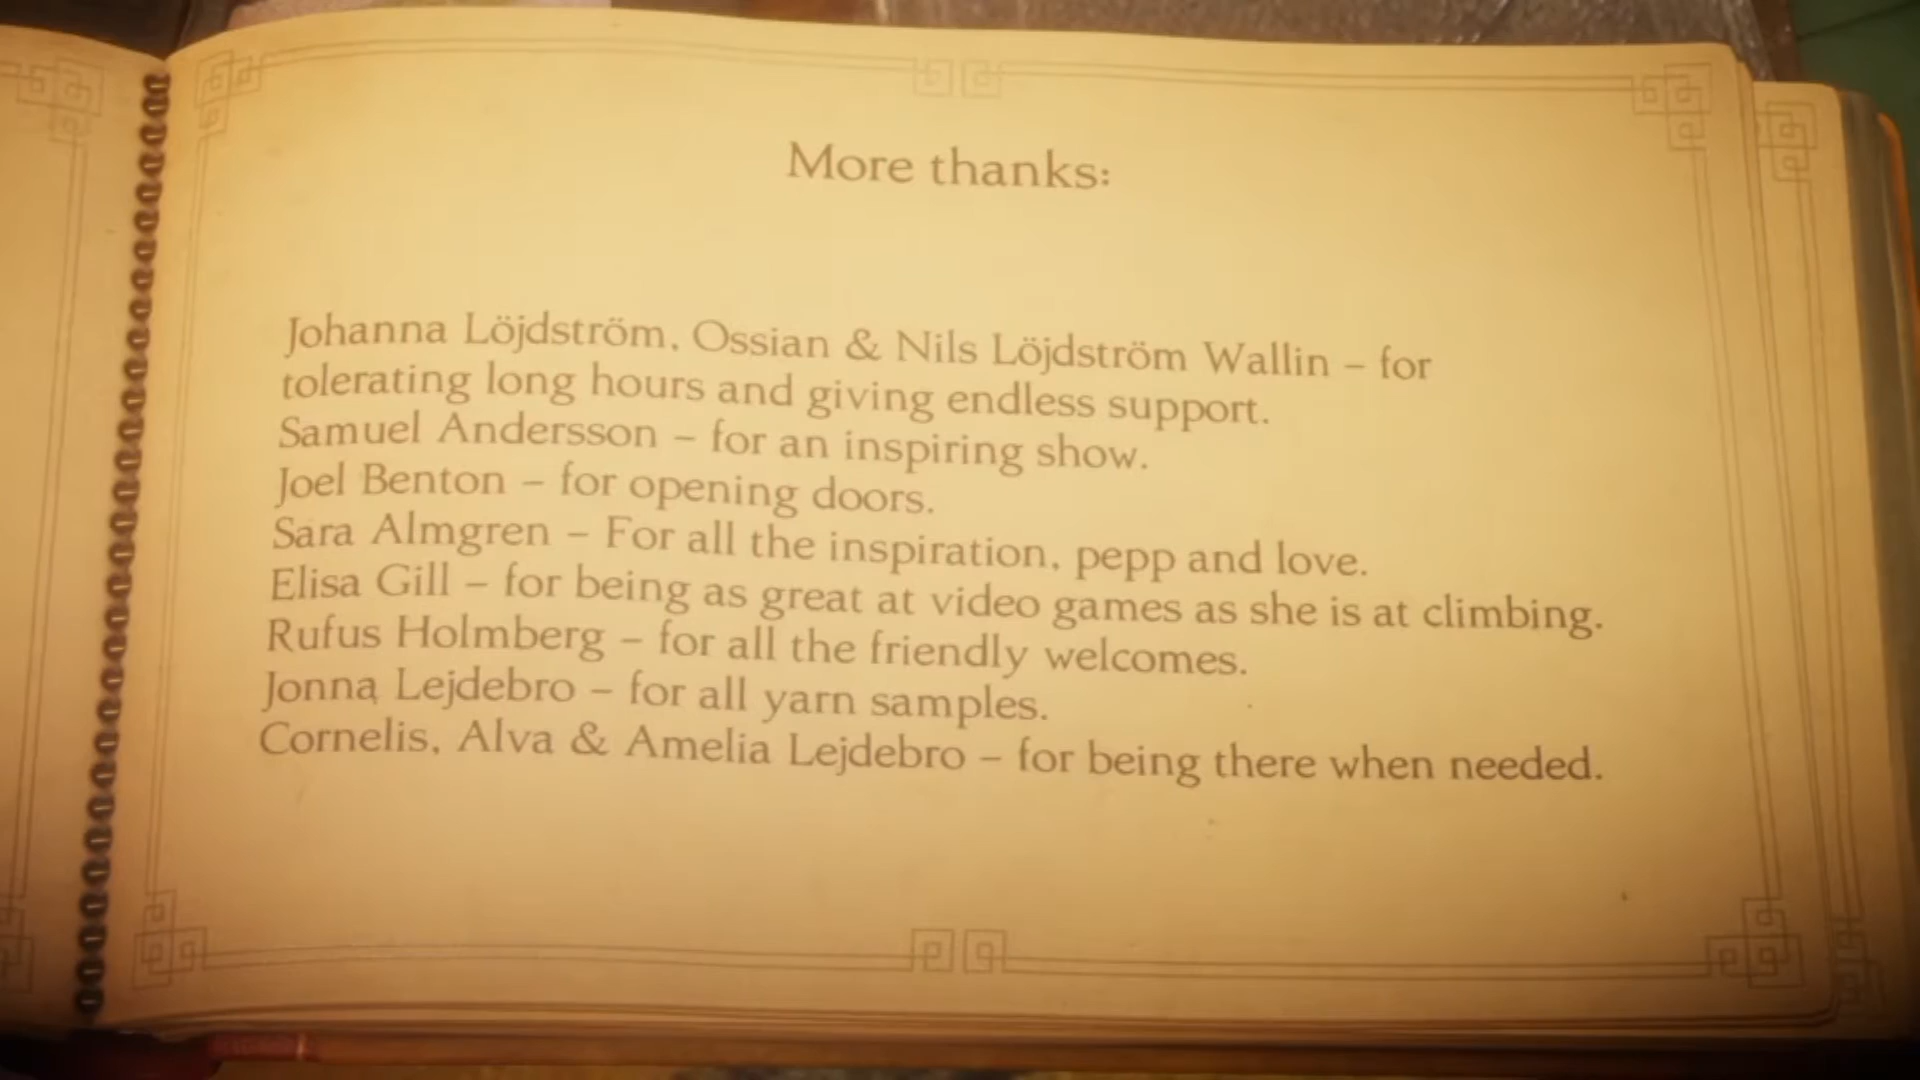 More thanks:
Johanna Löjdström, Ossian & Nils Löjdström Wallin – for
tolerating long hours and giving endless support.
Samuel Andersson – for an inspiring show.
Joel Benton – for opening doors.
Sara Almgren – For all the inspiration, pepp and love.
Elisa Gill – for being as great at video games as she is at climbing.
Rufus Holmberg – for all the friendly welcomes.
Jonna Lejdebro – for all yarn samples.
Cornelis, Alva & Amelia Lejdebro – for being there when needed.